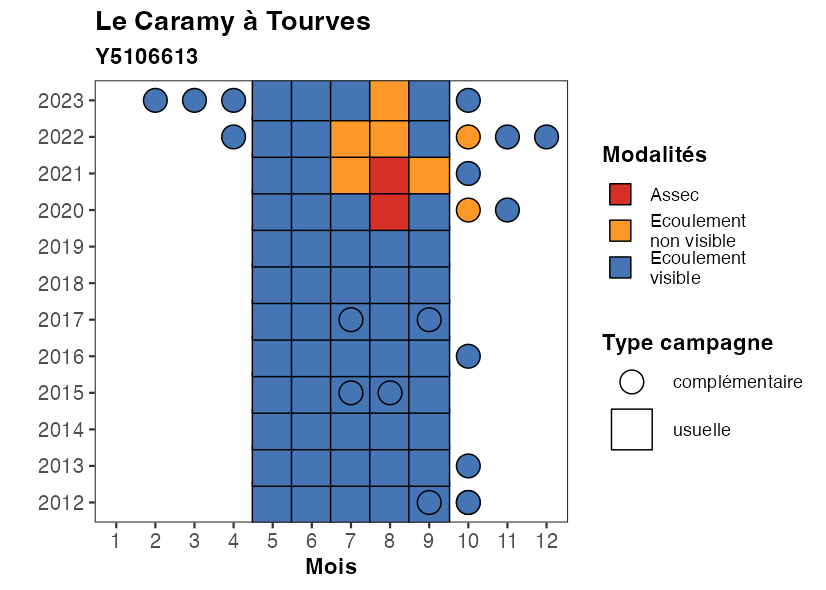 Le Caramy à Tourves
Y5106613
2023
2022
2021
2020
2019
2018
2017
2016
2015
2014
2013
2012
1 2 3 4 5 6 7 8 9 10 11 12
Mois
Modalités
Assec
Ecoulement
non visible
Ecoulement
visible
Type campagne
complémentaire
usuelle